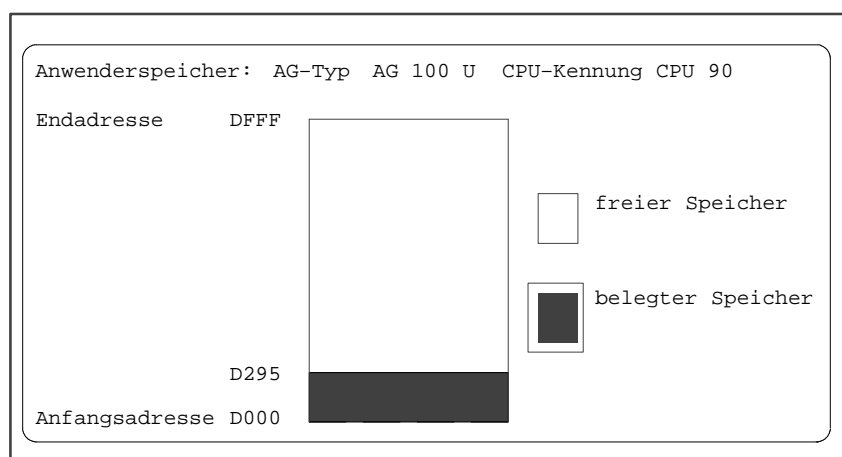 Anwenderspeicher: AG-Typ AG 100 U CPU-Kennung CPU 90
Endadresse DFFF
freier Speicher
belegter Speicher
D295
Anfangsadresse D000